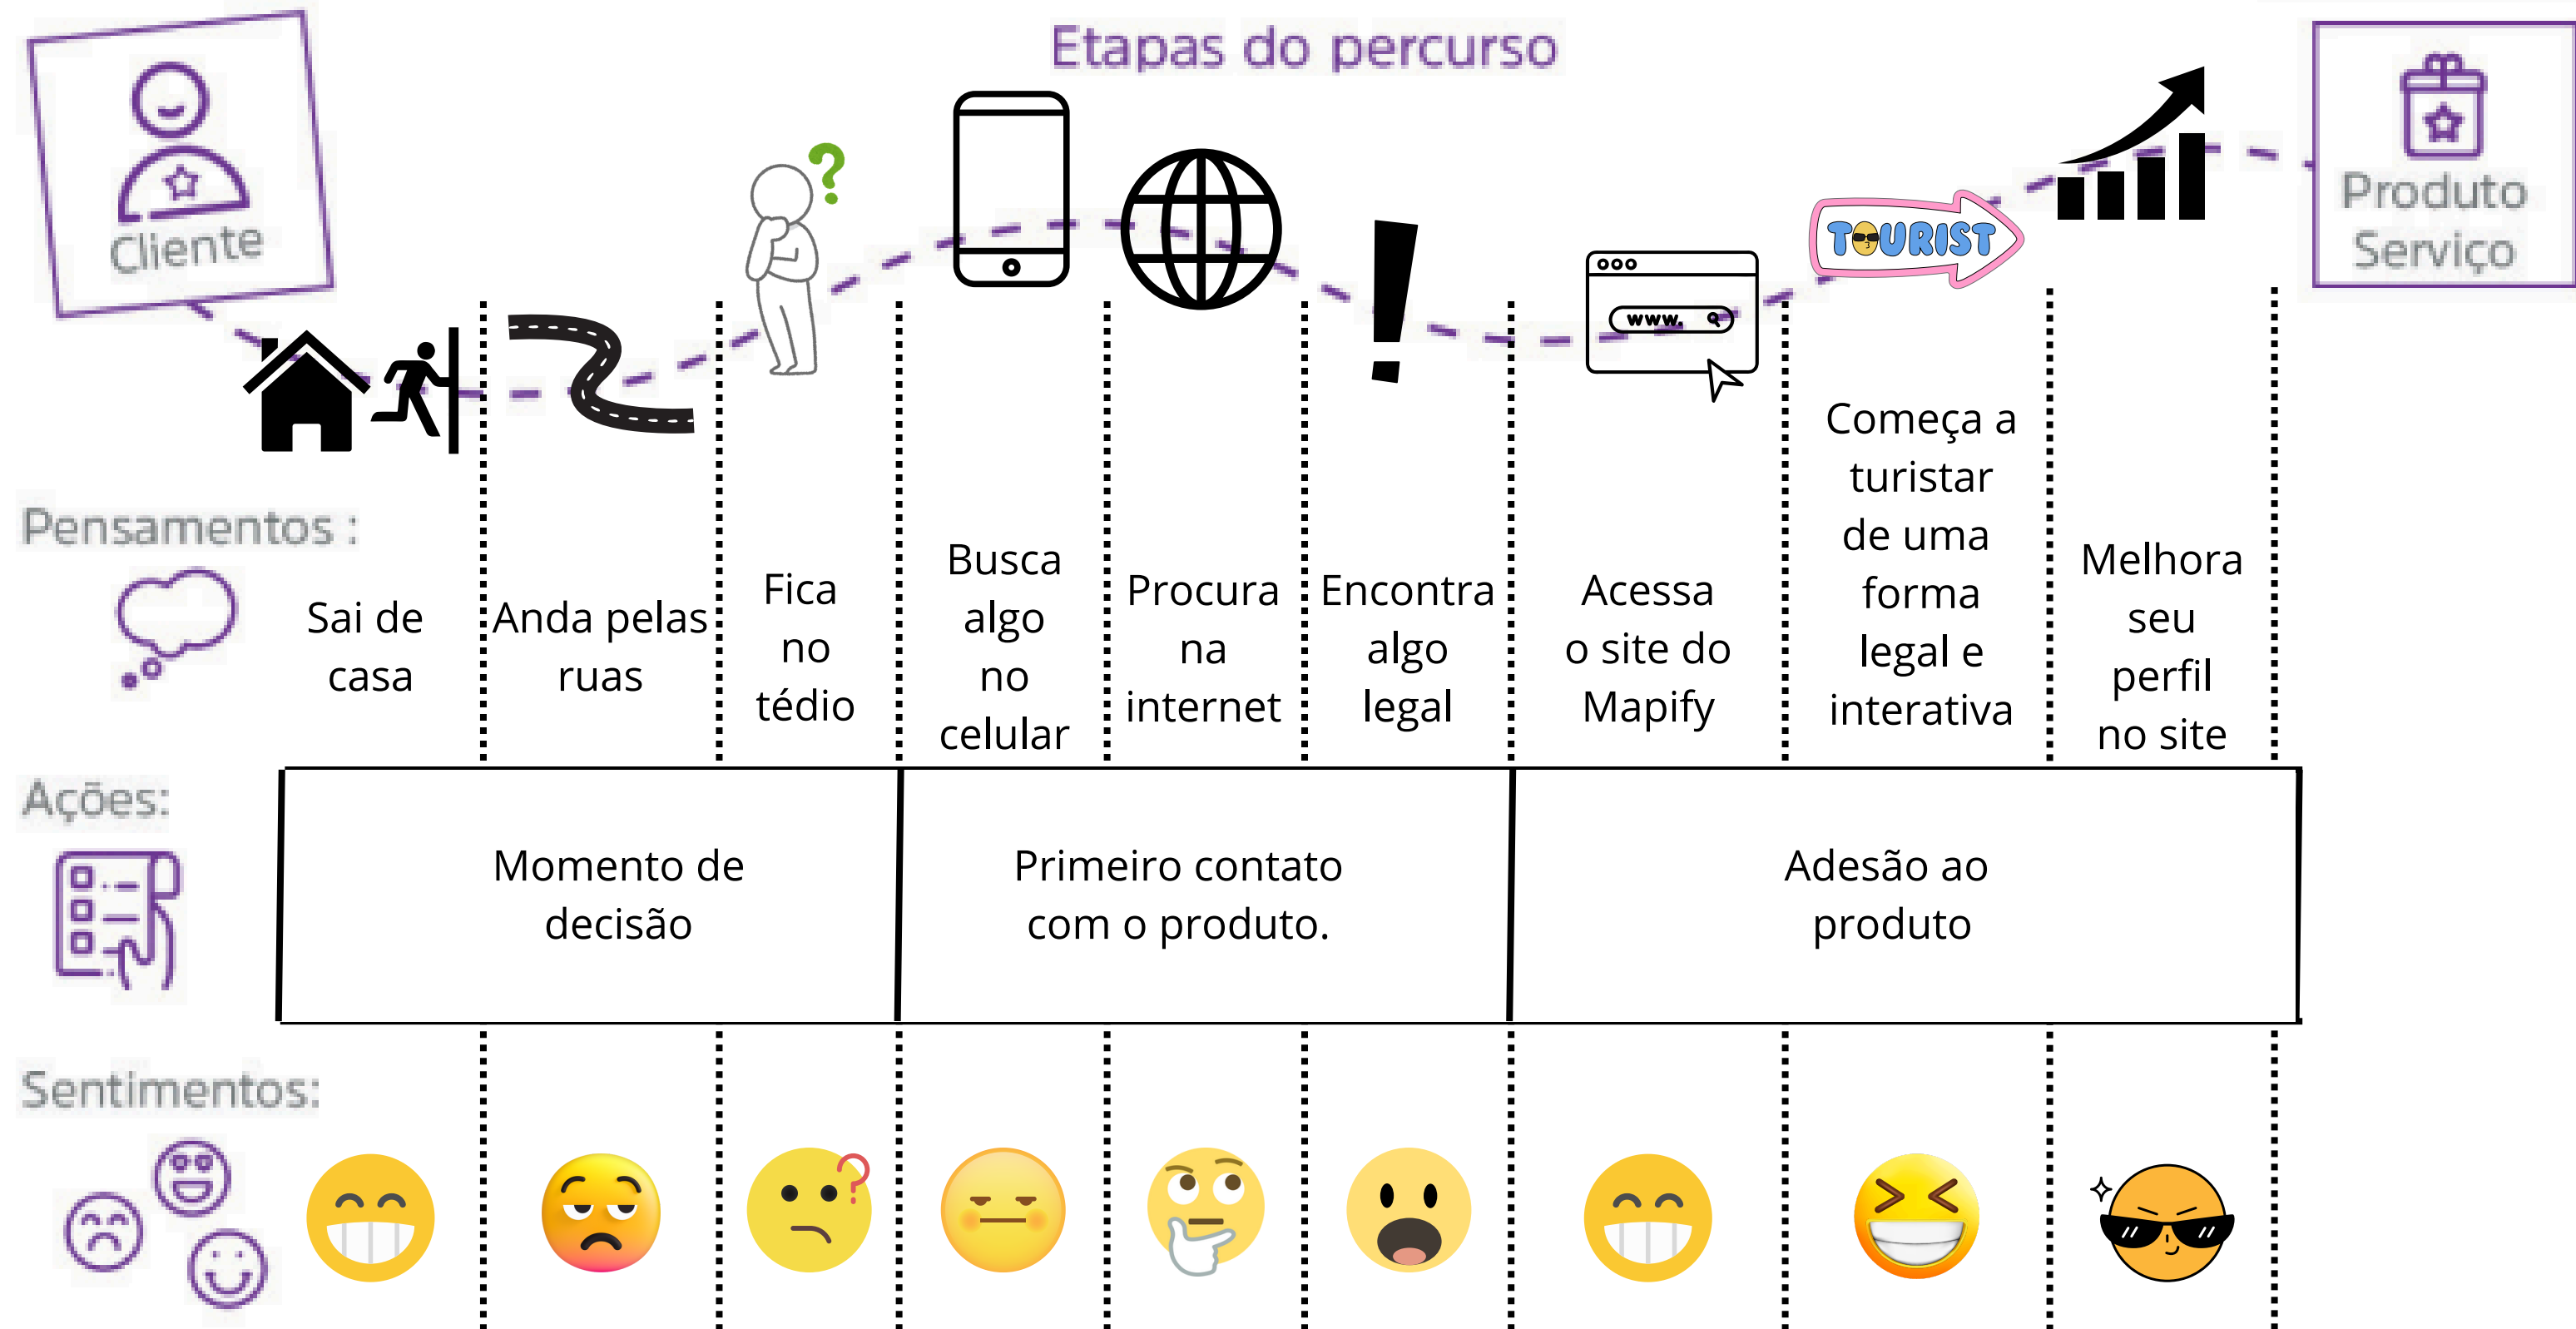 Etapas do percurso
Cliente
Produto
Serviço
?
TOURIST
www.
Pensamentos :
Sai de
casa
Anda pelas
ruas
Fica
no
tédio
Busca
algo
no
celular
Procura
na
internet
Encontra
algo
legal
Acessa
o site do
Mapify
Começa a
turistar
de uma
forma
legal e
interativa
Melhora
seu
perfil
no site
Ações:
Momento de
decisão
Primeiro contato
com o produto.
Adesão ao
produto
Sentimentos: